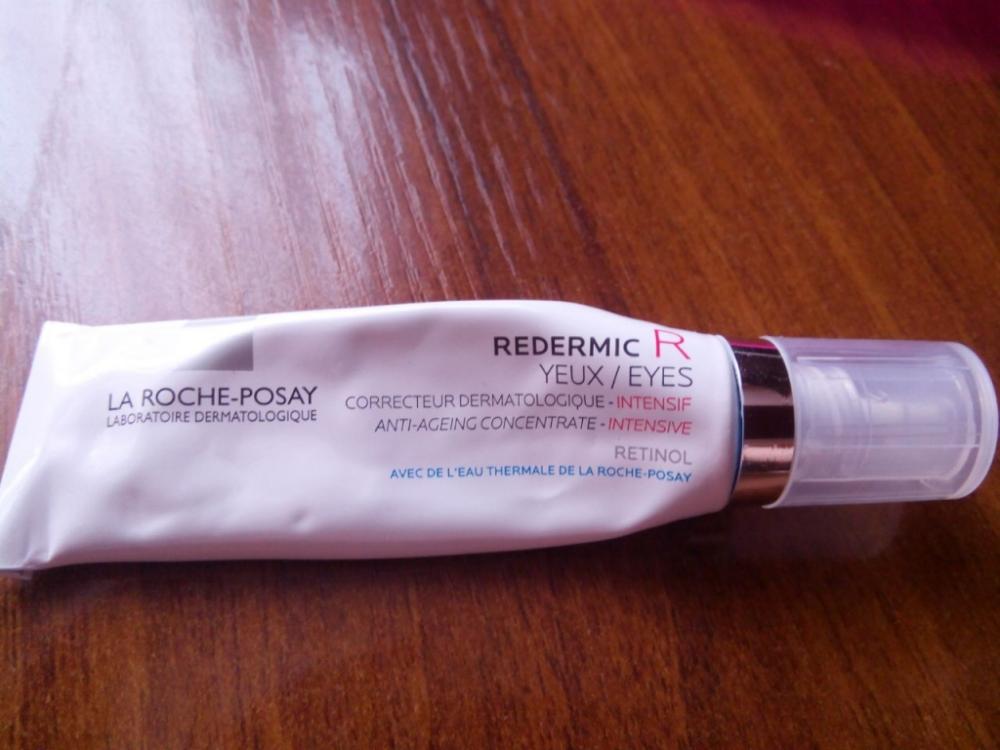 LA ROCHE-POSAY
LABORATOIRE DERMATOLOGIQUE
REDERMIC R
YEUX / EYES
CORRECTEUR DERMATOLOGIQUE - INTENSIF
ANTI-AGEING CONCENTRATE - INTENSIVE
RETINOL
AVEC DE L'EAU THERMALE DE LA ROCHE-POSAY